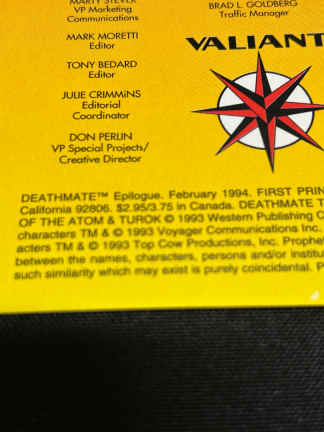 MARTY STEVER
VP Marketing
Communications
MARK MORETTI
Editor
TONY BEDARD
Editor
JULIE CRIMMiNS
Editorial
Coordinator
DON PERLIN
VP Special Projects/
Creative Director
BRAD L. GOLDBERG
Traffic Manager
VALIANT
DEATHMATE™ Epilogue. February 1994. FIRST PRIN
California 92806. $2.95/3.75 in Canada. DEATHMATE T
OF THE ATOM & TUROK © 1993 Western Publishing C
characters TM & © 1993 Voyager Communications Inc.
acters TM & © 1993 Top Cow Productions, Inc. Prophe
between the names, characters, persons and/or institu
such similarity which may exist is purely coincidental. P